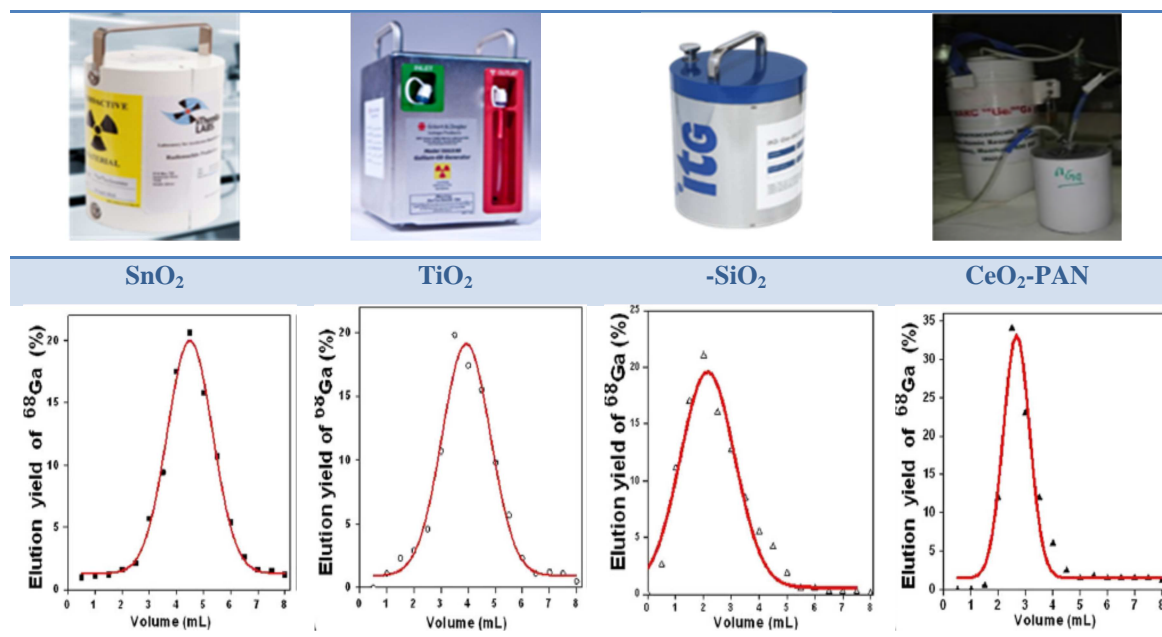 RADIOACTIVE
MATERIAL
iThemba
LABS
INLET
OUTLET
itg
SnO₂
TiO₂
-SiO₂
CeO₂-PAN
Elution yield of ⁶⁸Ga (%)
20
15
10
5
0
0 1 2 3 4 5 6 7 8
Volume (mL)
Elution yield of ⁶⁸Ga (%)
20
15
10
5
0
0 1 2 3 4 5 6 7 8
Volume (mL)
Elution yield of ⁶⁸Ga (%)
25
20
15
10
5
0
0 1 2 3 4 5 6 7 8
Volume (mL)
Elution yield of ⁶⁸Ga (%)
35
30
25
20
15
10
5
0
0 1 2 3 4 5 6 7 8
Volume (mL)